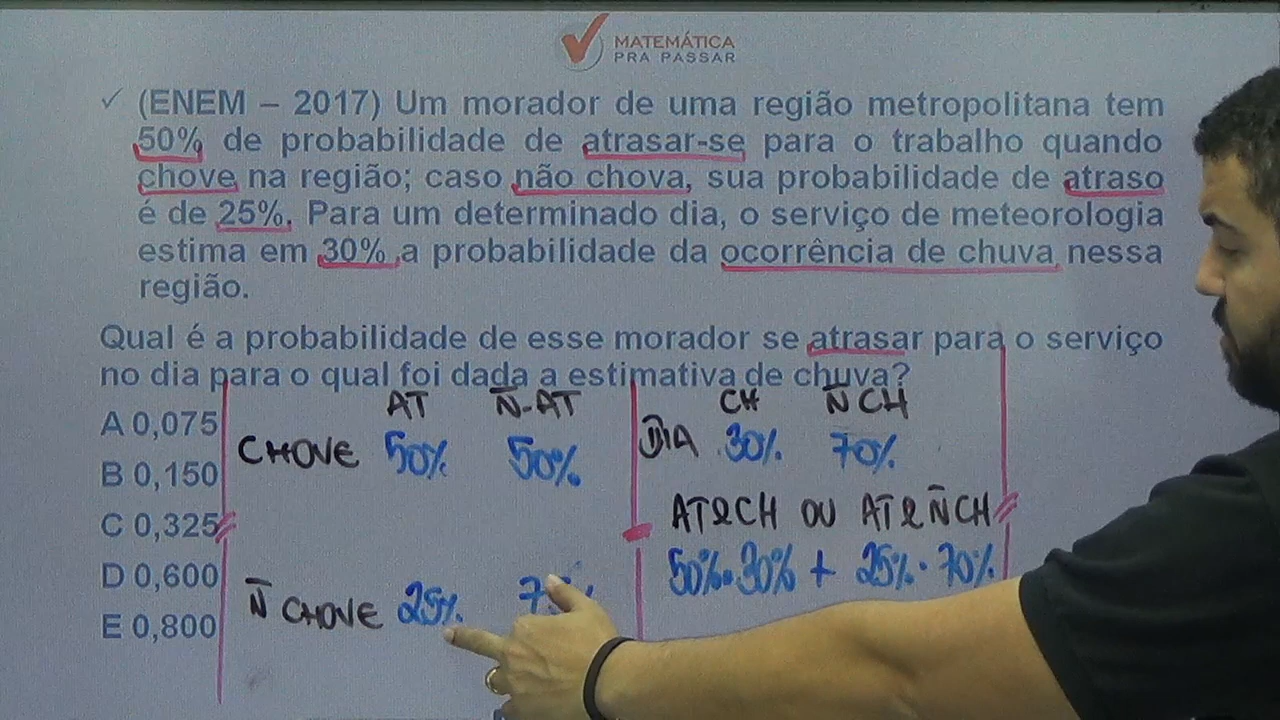 MATEMÁTICA
PRA PASSAR
✓ (ENEM – 2017) Um morador de uma região metropolitana tem
50% de probabilidade de atrasar-se para o trabalho quando
chove na região; caso não chova, sua probabilidade de atraso
é de 25%. Para um determinado dia, o serviço de meteorologia
estima em 30% a probabilidade da ocorrência de chuva nessa
região.
Qual é a probabilidade de esse morador se atrasar para o serviço
no dia para o qual foi dada a estimativa de chuva?
A 0,075
B 0,150
C 0,325
D 0,600
E 0,800
AT N̄-AT
CHOVE 50% 50%
N̄ CHOVE 25%
CH N̄ CH
DIA 30% 70%
AT & CH OU AT & N̄CH
50%·30% + 25%·70%